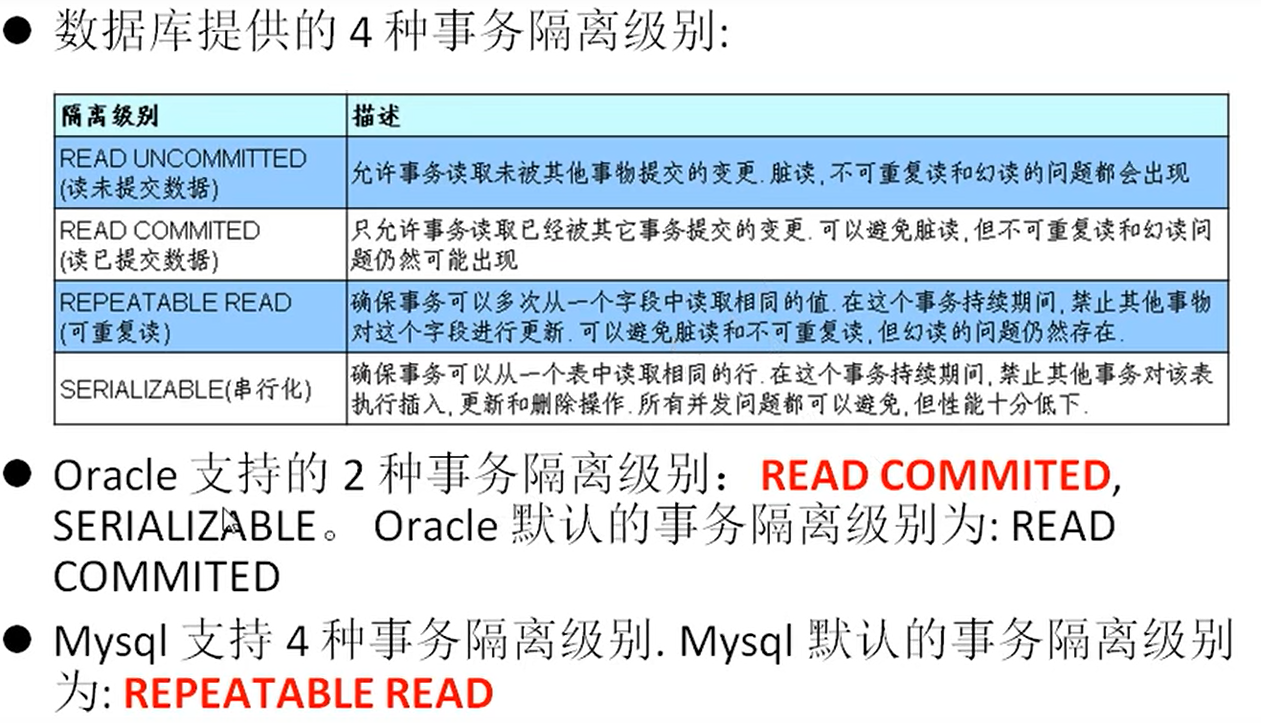 数据库提供的 4 种事务隔离级别:
隔离级别 描述
READ UNCOMMITTED
(读未提交数据)
允许事务读取未被其他事物提交的变更.脏读,不可重复读和幻读的问题都会出现
READ COMMITED
(读已提交数据)
只允许事务读取已经被其它事务提交的变更.可以避免脏读,但不可重复读和幻读问
题仍然可能出现
REPEATABLE READ
(可重复读)
确保事务可以多次从一个字段中读取相同的值.在这个事务持续期间,禁止其他事物
对这个字段进行更新.可以避免脏读和不可重复读,但幻读的问题仍然存在.
SERIALIZABLE(串行化)
确保事务可以从一个表中读取相同的行.在这个事务持续期间,禁止其他事务对该表
执行插入,更新和删除操作.所有并发问题都可以避免,但性能十分低下.
Oracle 支持的 2 种事务隔离级别：READ COMMITED,
SERIALIZABLE。 Oracle 默认的事务隔离级别为: READ
COMMITED
Mysql 支持 4 种事务隔离级别. Mysql 默认的事务隔离级别
为: REPEATABLE READ